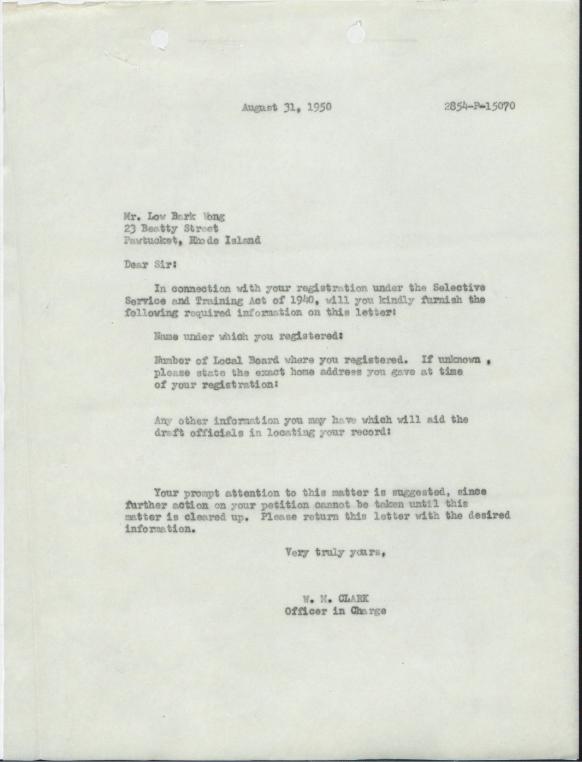 August 31, 1950 2854-P-15070
Mr. Low Bark Wong
23 Beatty Street
Pawtucket, Rhode Island
Dear Sir:
In connection with your registration under the Selective
Service and Training Act of 1940, will you kindly furnish the
following required information on this letter:
Name under which you registered:
Number of Local Board where you registered. If unknown ,
please state the exact home address you gave at time
of your registration:
Any other information you may have which will aid the
draft officials in locating your record:
Your prompt attention to this matter is suggested, since
further action on your petition cannot be taken until this
matter is cleared up. Please return this letter with the desired
information.
Very truly yours,
W. M. CLARK
Officer in Charge